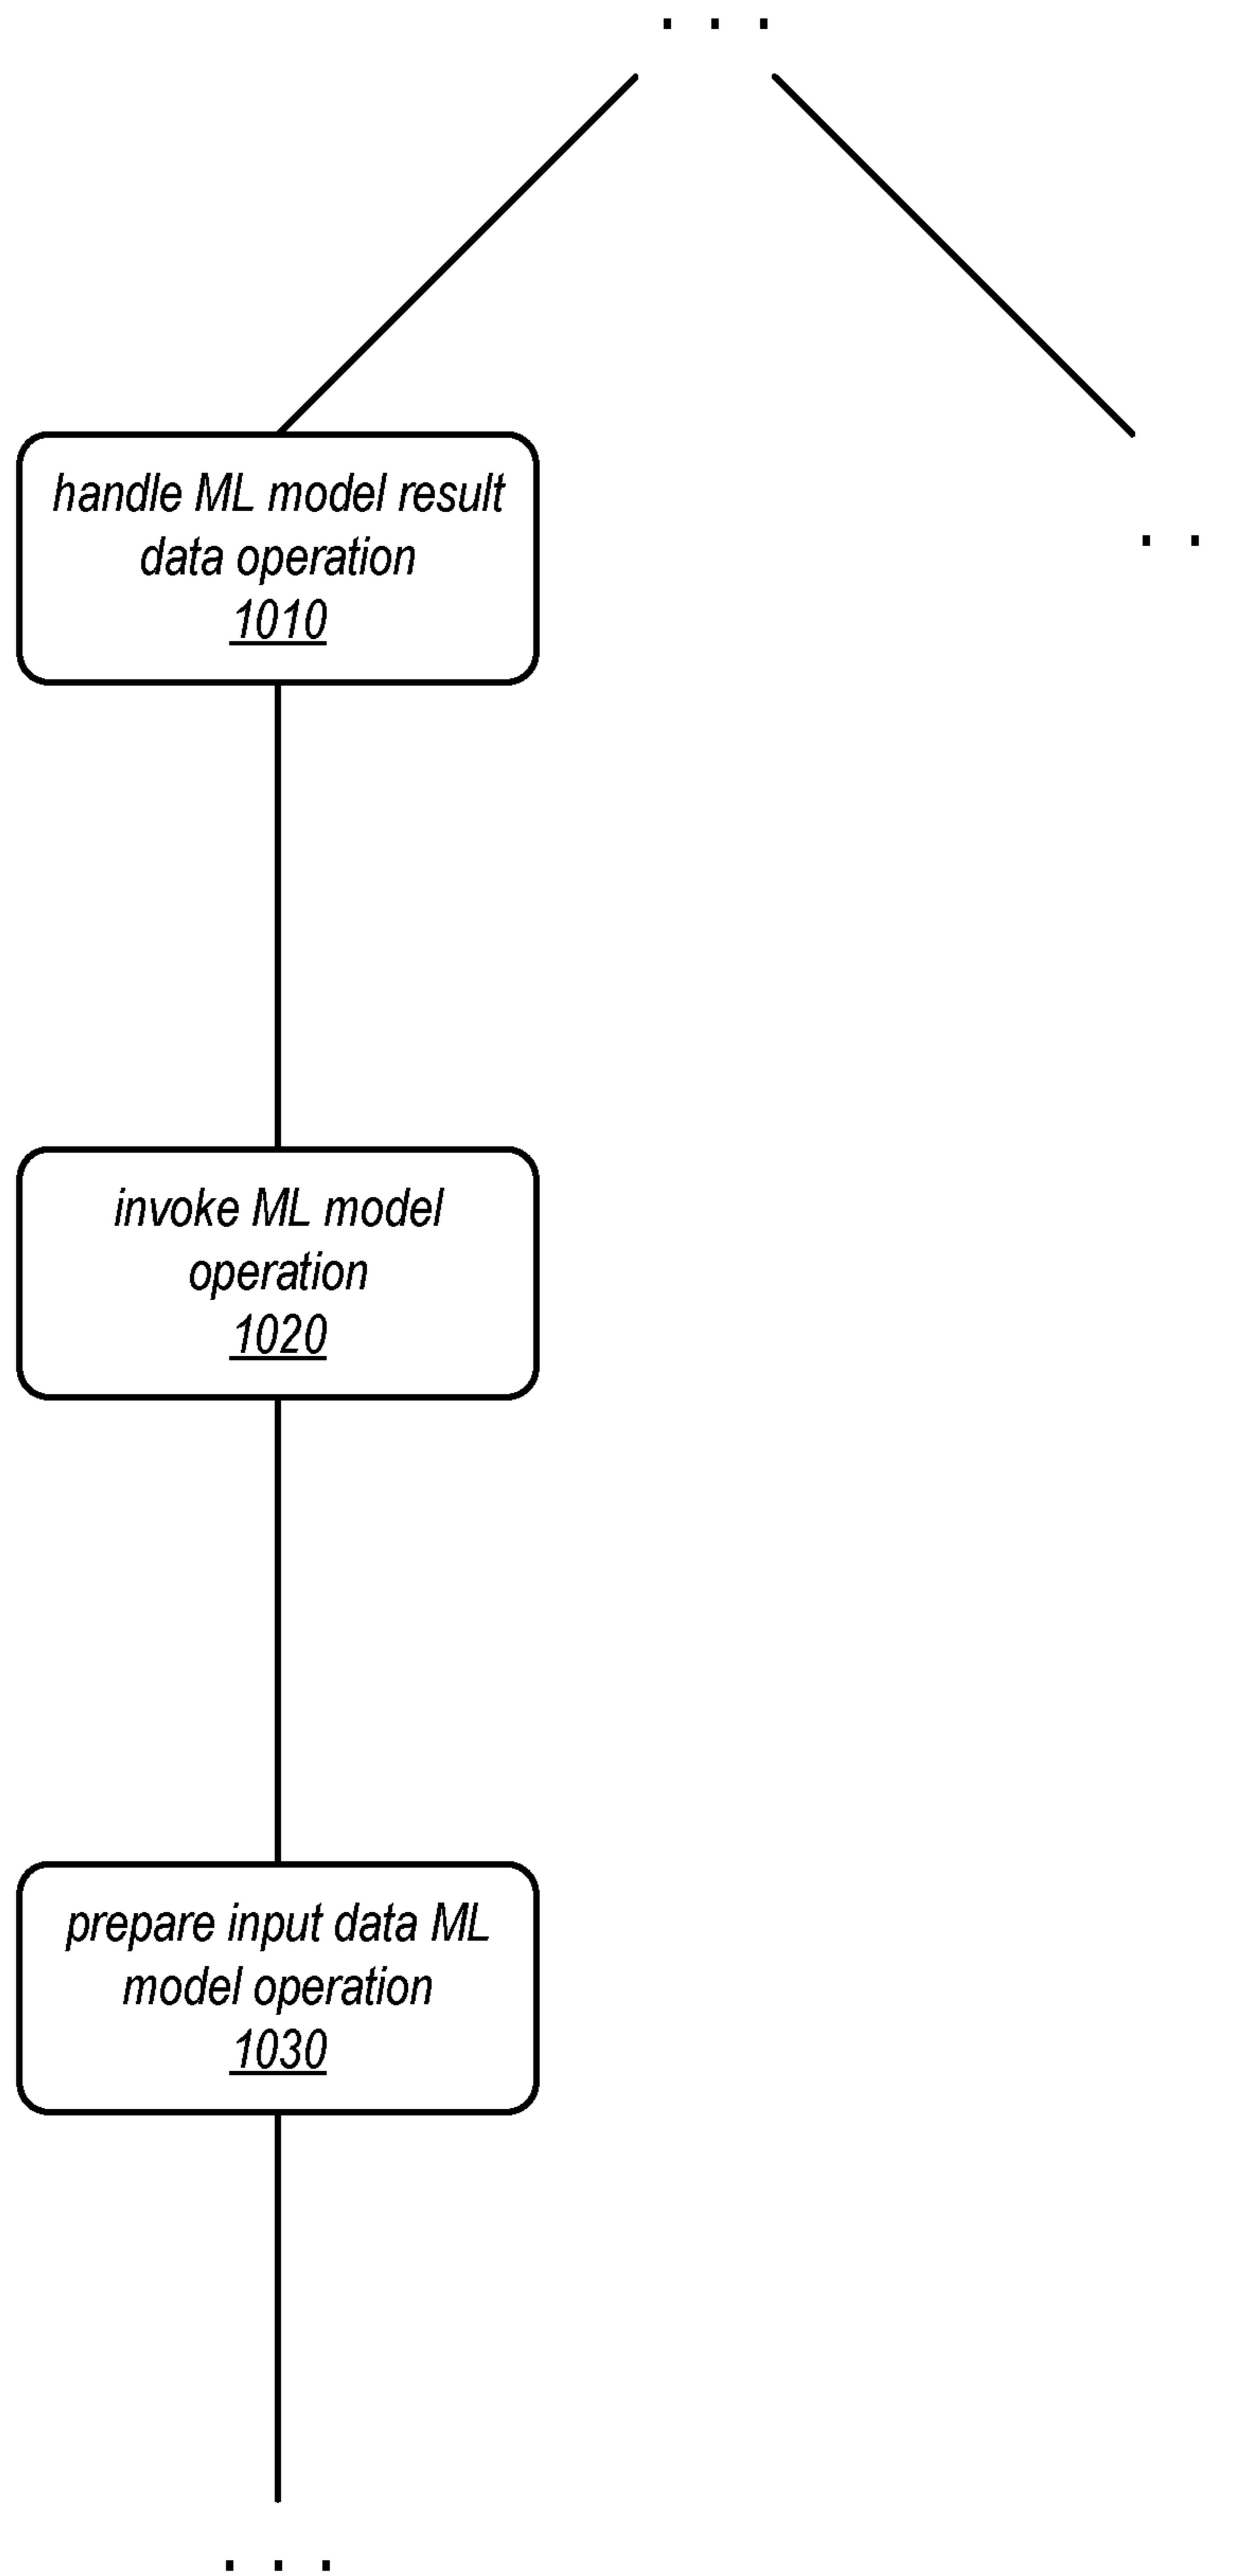 . . .
handle ML model result
data operation
1010
. .
invoke ML model
operation
1020
prepare input data ML
model operation
1030
. . .